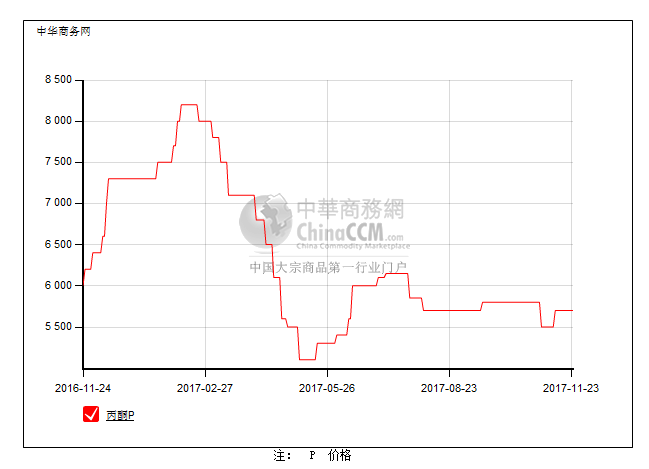 中华商务网
8 500
8 000
7 500
7 000
6 500
6 000
5 500
中華商務網
ChinaCCM.com
China Commodity Marketplace
中国大宗商品第一行业门户
2016-11-24 2017-02-27 2017-05-26 2017-08-23 2017-11-23
丙酮P
注： P 价格